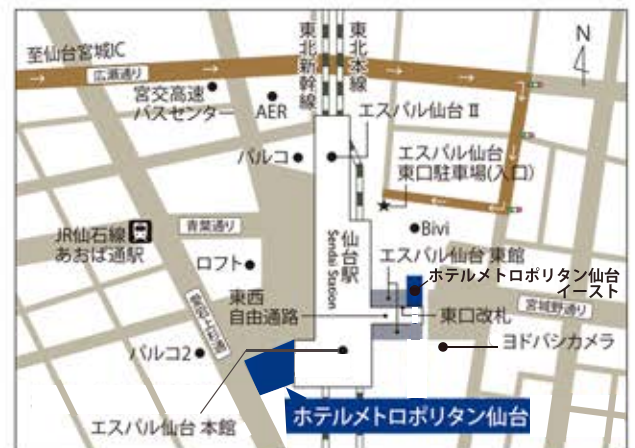 至仙台宮城IC
広瀬通り
宮交高速
バスセンター
AER
東北新幹線
東北本線
N
エスパル仙台 II
パルコ
エスパル仙台
東口駐車場(入口)
Bivi
青葉通り
JR仙石線
あおば通駅
ロフト
仙台駅
Sendai Station
エスパル仙台 東館
ホテルメトロポリタン仙台
イースト
東西
自由通路
東口改札
宮城野通り
ヨドバシカメラ
パルコ2
エスパル仙台 本館
ホテルメトロポリタン仙台